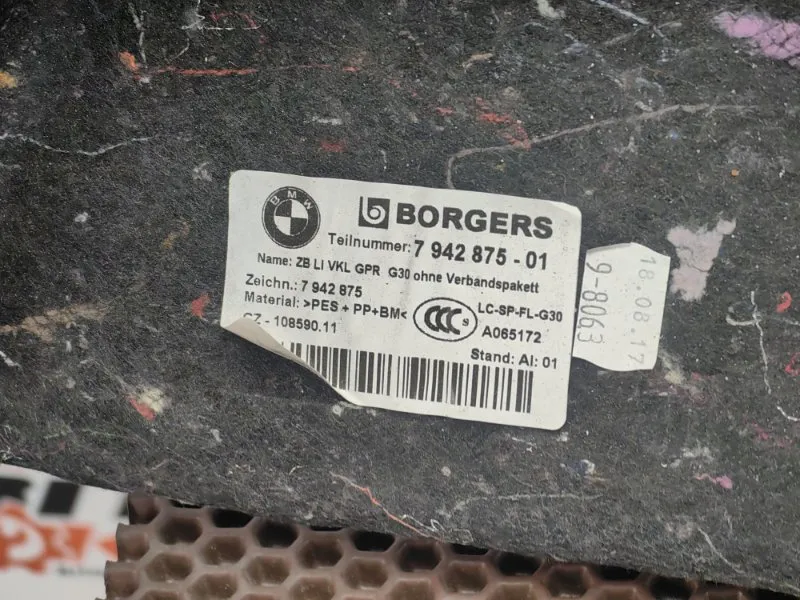 BMW
BORGERS
Teilnummer: 7 942 875 - 01
Name: ZB LI VKL GPR G30 ohne Verbandspakett
Zeichn.: 7 942 875
Material: >PES + PP+BM<
CCC S
LC-SP-FL-G30
A065172
CZ - 108590.11
Stand: AI: 01
18.08.17
9-8063